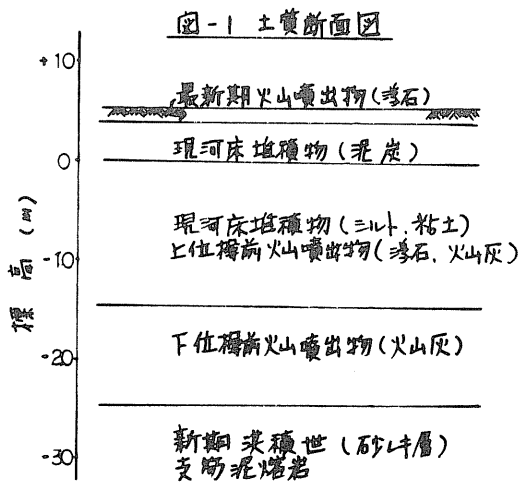 図-1 土質断面図
+10
最新期火山噴出物(浮石)
0
現河床堆積物(泥炭)
標高(m)
現河床堆積物(シルト、粘土)
-10
上位樽前火山噴出物(浮石、火山灰)
下位樽前火山噴出物(火山灰)
-20
新期洪積世(砂レキ層)
-30
支笏泥熔岩